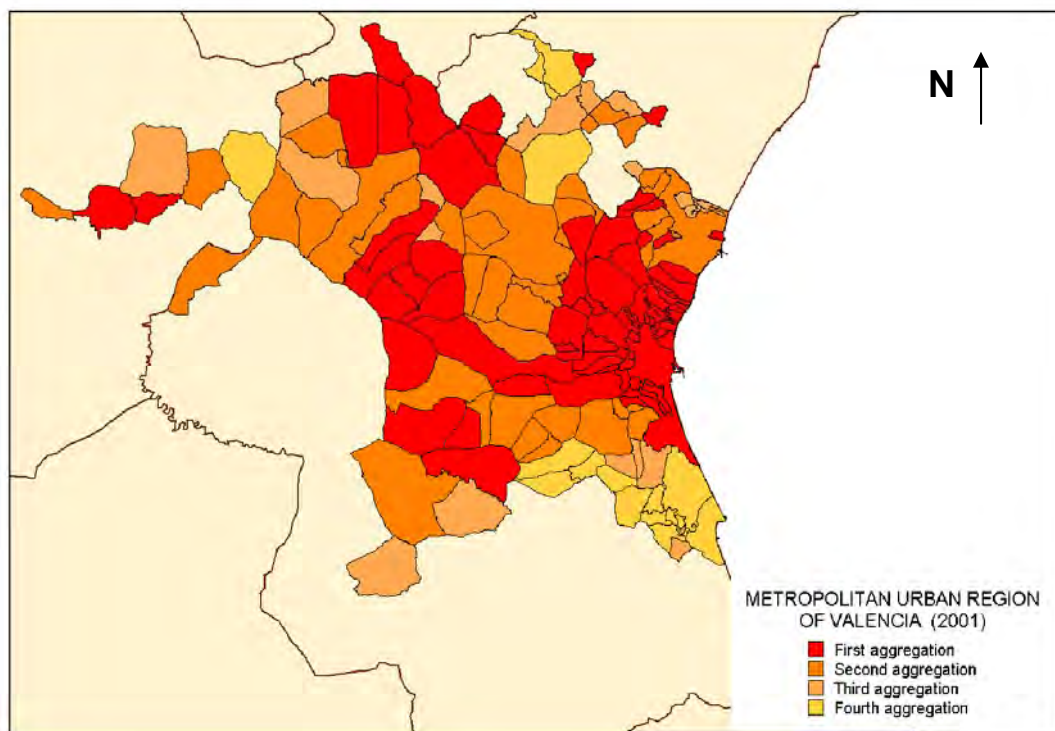 N
METROPOLITAN URBAN REGION
OF VALENCIA (2001)
First aggregation
Second aggregation
Third aggregation
Fourth aggregation